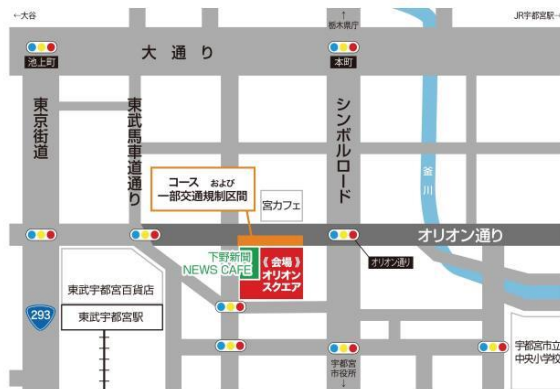 ←大谷
↑
栃木県庁
JR宇都宮駅→
大通り
池上町
本町
東京街道
東武馬車道通り
シンボルロード
釜川
コース および
一部交通規制区間
宮カフェ
オリオン通り
下野新聞
NEWS CAFE
《会場》
オリオン
スクエア
オリオン通り
東武宇都宮百貨店
東武宇都宮駅
293
宇都宮
市役所
↓
宇都宮市立
中央小学校